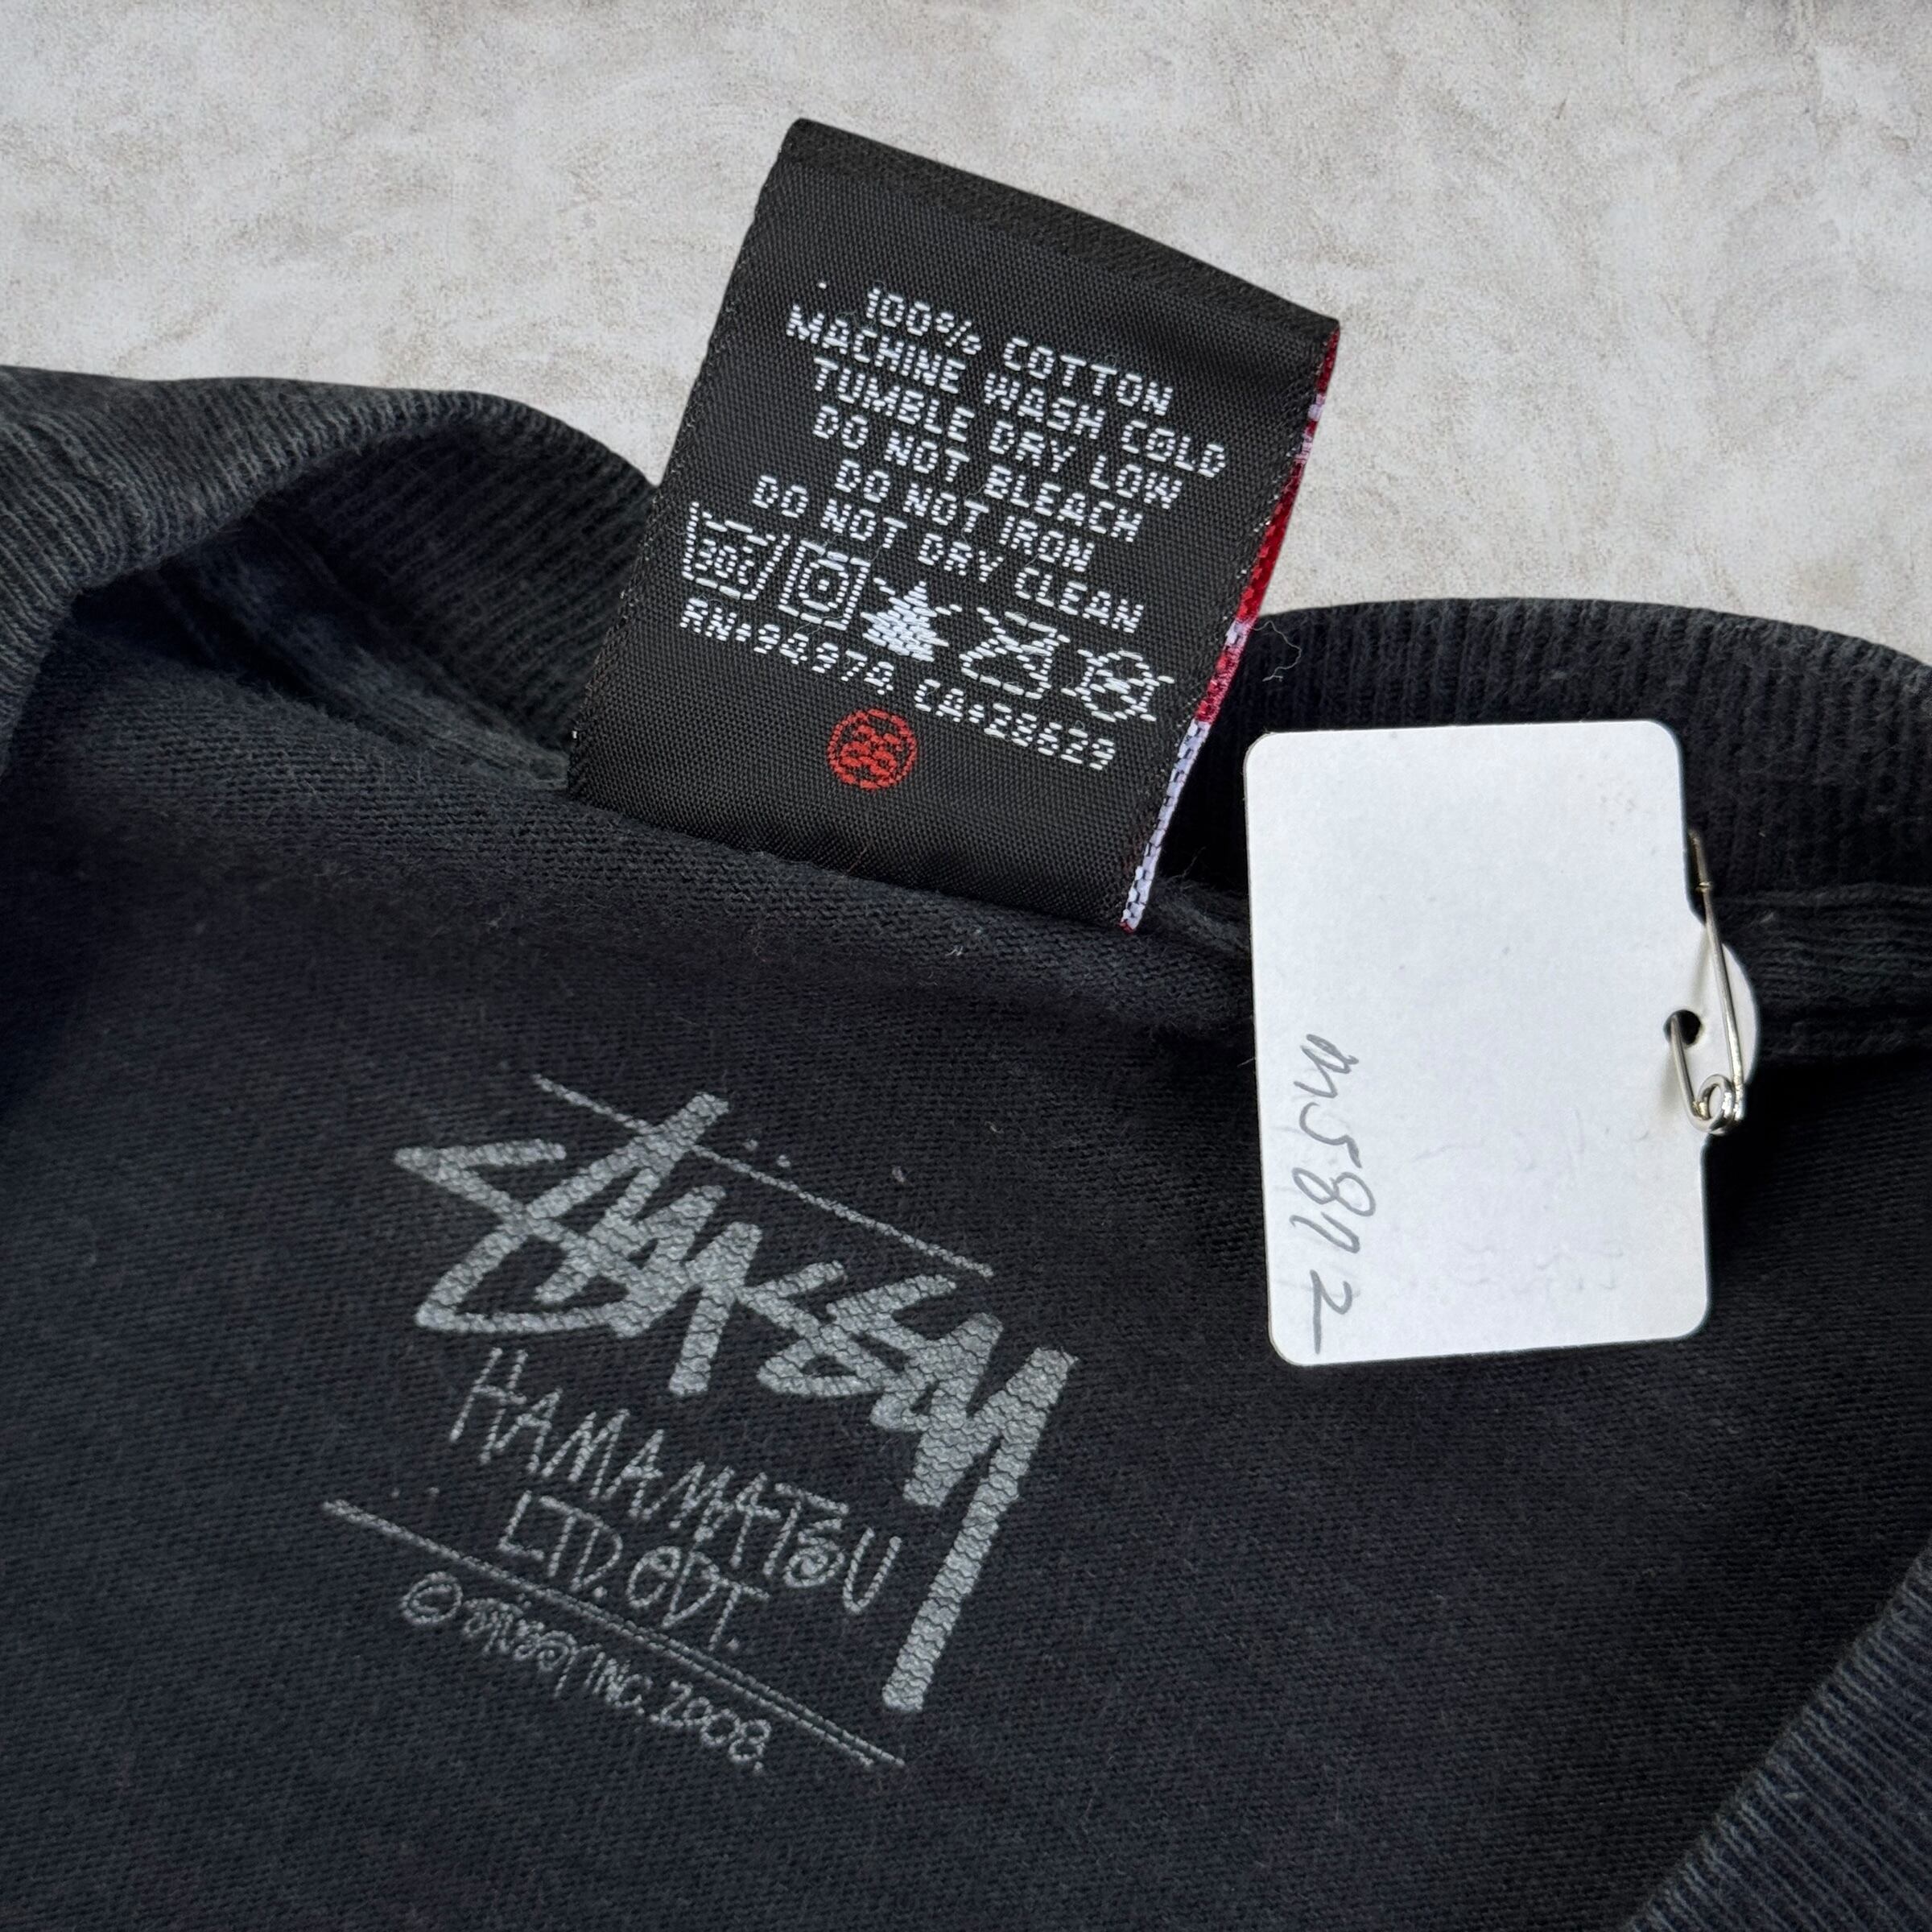 100% COTTON
MACHINE WASH COLD
TUMBLE DRY LOW
DO NOT BLEACH
DO NOT IRON
DO NOT DRY CLEAN
30c
RN•94974 CA•28629
STÜSSY
HAMAMATSU
LTD. EDT.
© STÜSSY INC. 2008.